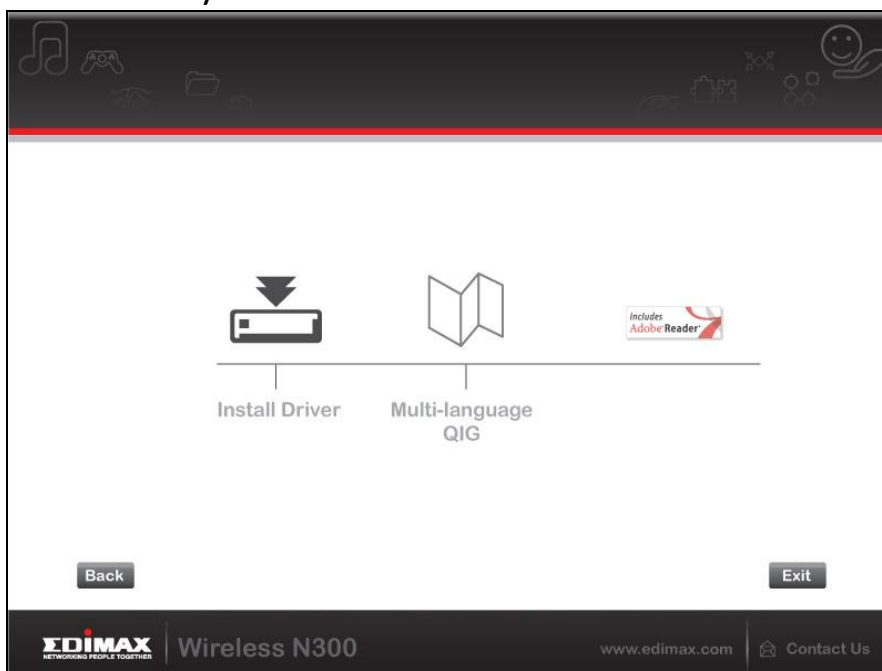 Includes
Adobe Reader
Install Driver
Multi-language
QIG
Back
Exit
EDIMAX
NETWORKING PEOPLE TOGETHER
Wireless N300
www.edimax.com
Contact Us